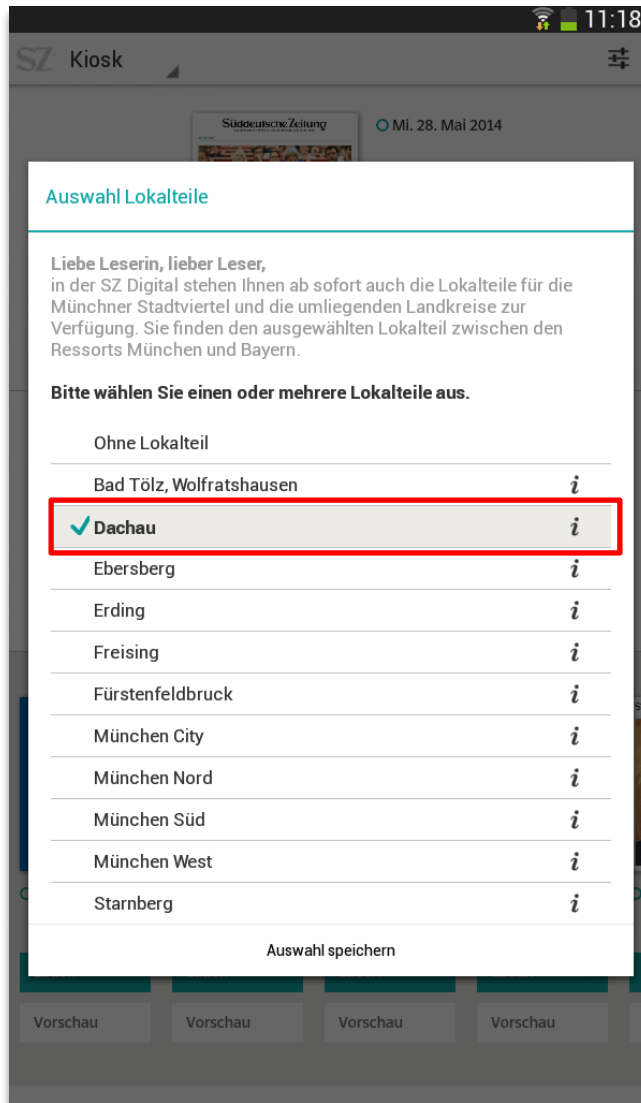 11:18
SZ Kiosk
Süddeutsche Zeitung
Mi. 28. Mai 2014
Auswahl Lokalteile
Liebe Leserin, lieber Leser,
in der SZ Digital stehen Ihnen ab sofort auch die Lokalteile für die
Münchner Stadtviertel und die umliegenden Landkreise zur
Verfügung. Sie finden den ausgewählten Lokalteil zwischen den
Ressorts München und Bayern.
Bitte wählen Sie einen oder mehrere Lokalteile aus.
Ohne Lokalteil
Bad Tölz, Wolfratshausen i
Dachau i
Ebersberg i
Erding i
Freising i
Fürstenfeldbruck i
München City i
München Nord i
München Süd i
München West i
Starnberg i
Auswahl speichern
Vorschau Vorschau Vorschau Vorschau